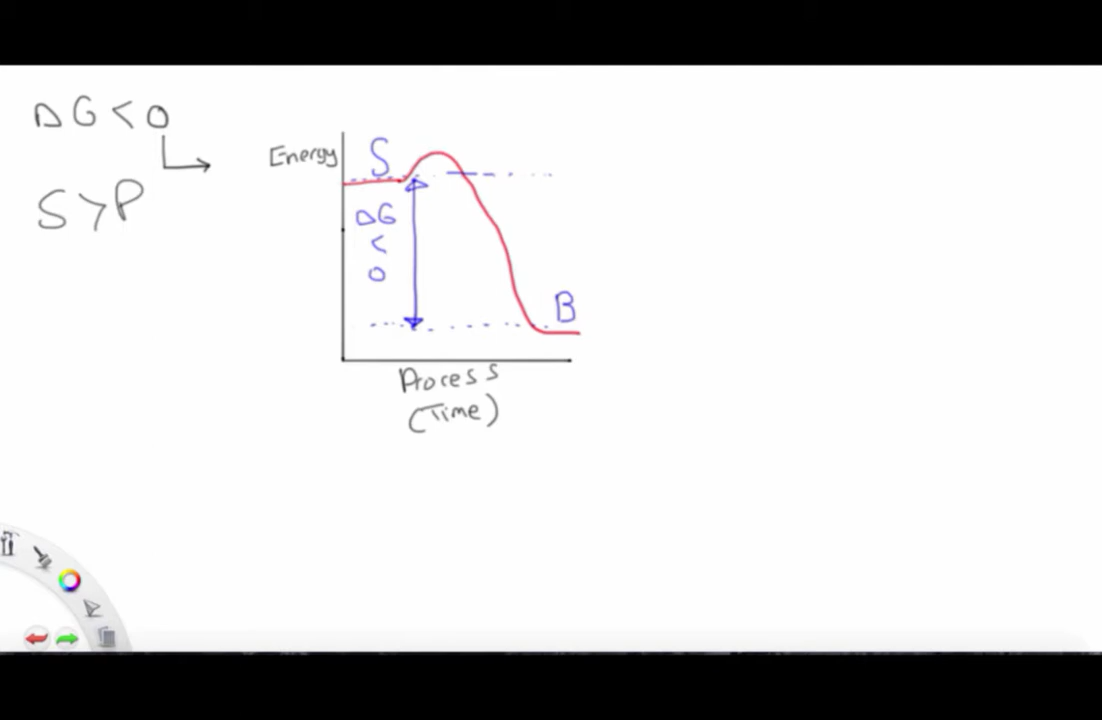 ΔG < 0
S > P
Energy
S
ΔG
<
0
B
Process
(Time)